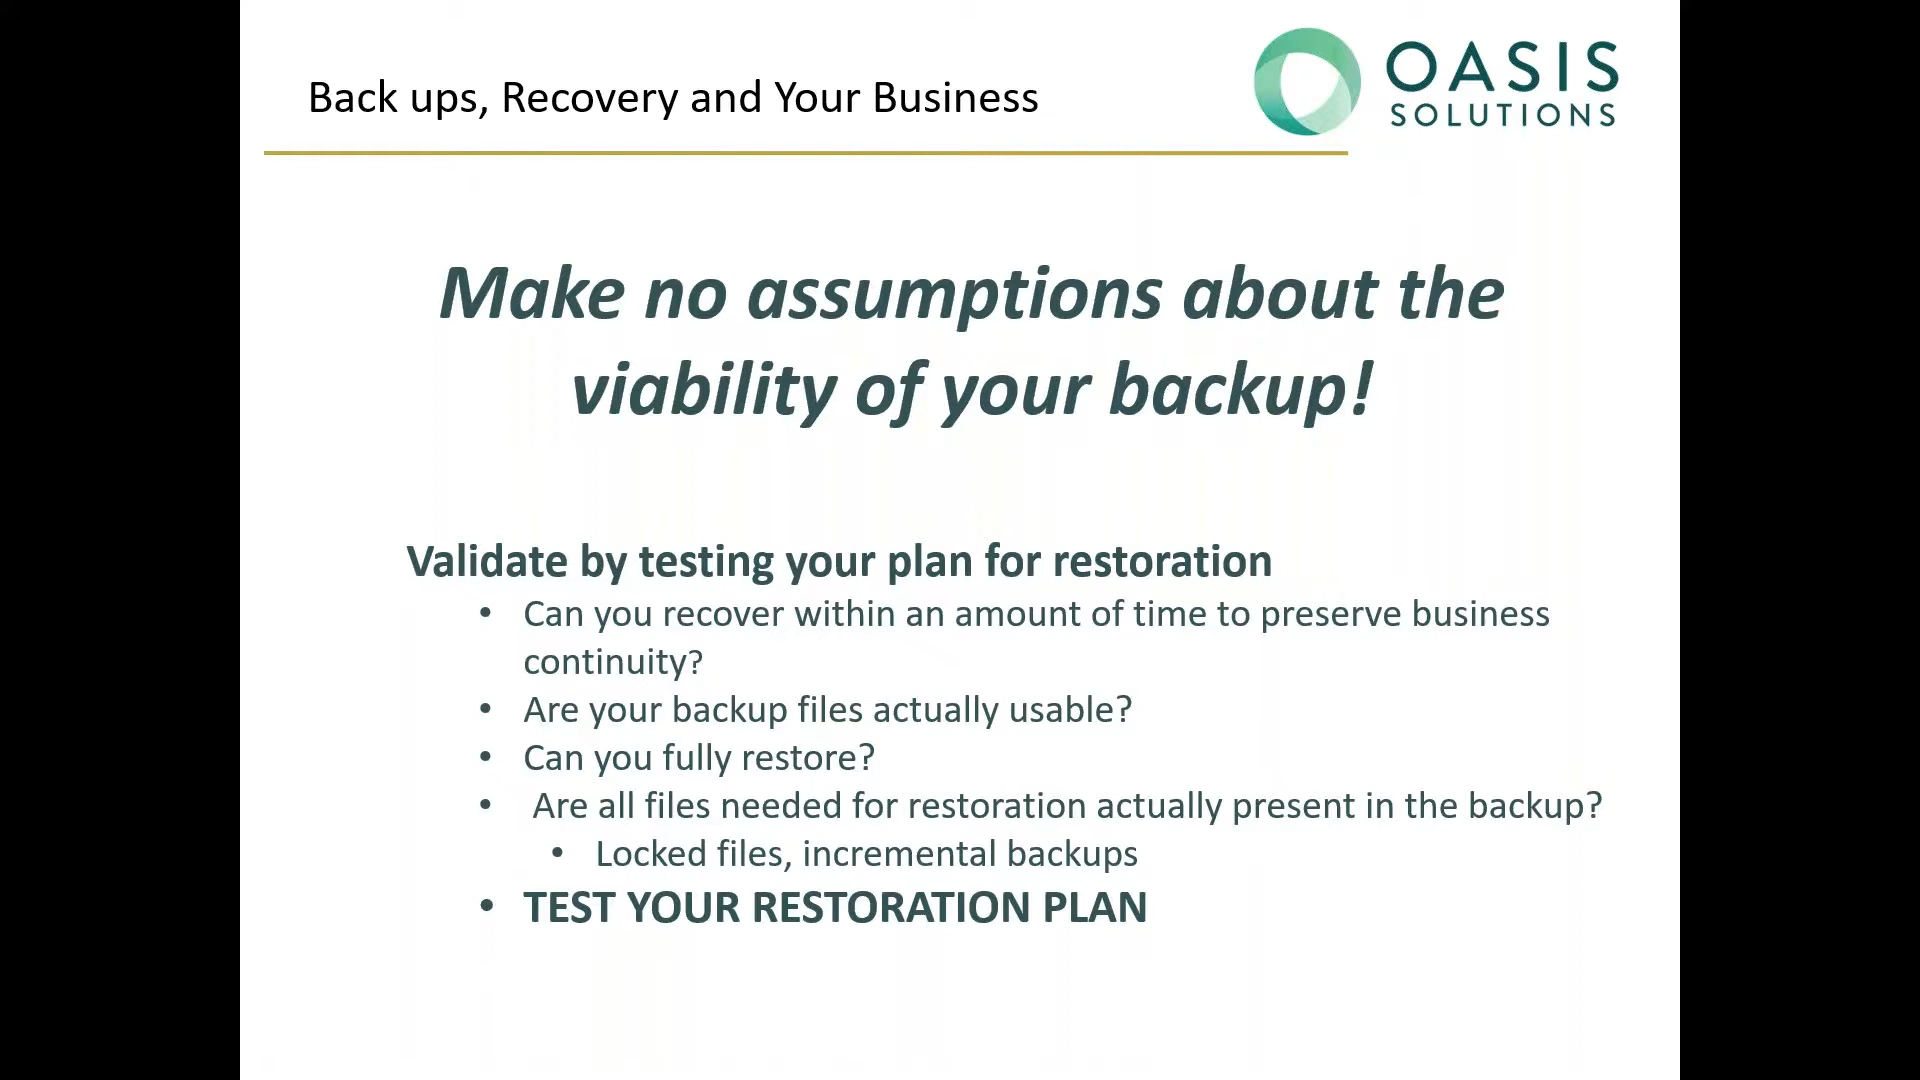 Back ups, Recovery and Your Business
OASIS
SOLUTIONS
Make no assumptions about the
viability of your backup!
Validate by testing your plan for restoration
• Can you recover within an amount of time to preserve business
continuity?
• Are your backup files actually usable?
• Can you fully restore?
• Are all files needed for restoration actually present in the backup?
• Locked files, incremental backups
• TEST YOUR RESTORATION PLAN